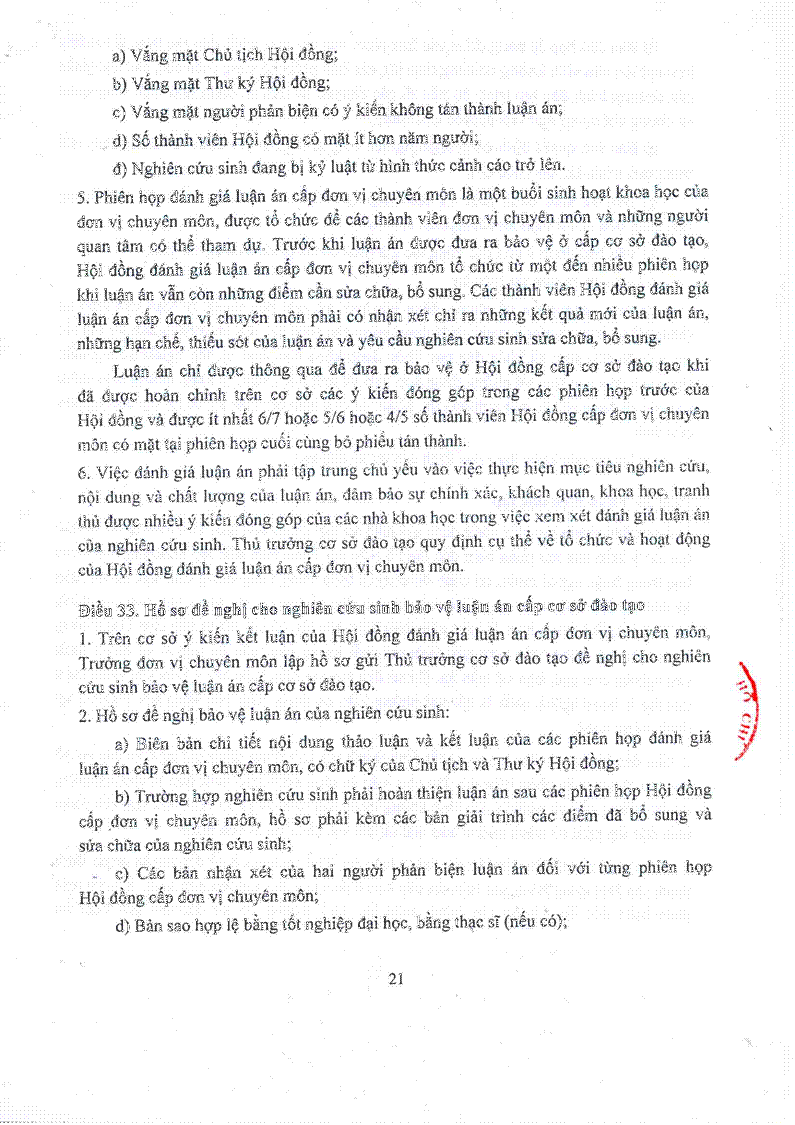 a) Vắng mặt Chủ tịch Hội đồng;
b) Vắng mặt Thư ký Hội đồng;
c) Vắng mặt người phản biện có ý kiến không tán thành luận án;
d) Số thành viên Hội đồng có mặt ít hơn năm người;
đ) Nghiên cứu sinh đang bị kỷ luật từ hình thức cảnh cáo trở lên.
5. Phiên họp đánh giá luận án cấp đơn vị chuyên môn là một buổi sinh hoạt khoa học của
đơn vị chuyên môn, được tổ chức để các thành viên đơn vị chuyên môn và những người
quan tâm có thể tham dự. Trước khi luận án được đưa ra bảo vệ ở cấp cơ sở đào tạo,
Hội đồng đánh giá luận án cấp đơn vị chuyên môn tổ chức từ một đến nhiều phiên họp
khi luận án vẫn còn những điểm cần sửa chữa, bổ sung. Các thành viên Hội đồng đánh giá
luận án cấp đơn vị chuyên môn phải có nhận xét chỉ ra những kết quả mới của luận án,
những hạn chế, thiếu sót của luận án và yêu cầu nghiên cứu sinh sửa chữa, bổ sung.
Luận án chỉ được thông qua để đưa ra bảo vệ ở Hội đồng cấp cơ sở đào tạo khi
đã được hoàn chỉnh trên cơ sở các ý kiến đóng góp trong các phiên họp trước của
Hội đồng và được ít nhất 6/7 hoặc 5/6 hoặc 4/5 số thành viên Hội đồng cấp đơn vị chuyên
môn có mặt tại phiên họp cuối cùng bỏ phiếu tán thành.
6. Việc đánh giá luận án phải tập trung chủ yếu vào việc thực hiện mục tiêu nghiên cứu,
nội dung và chất lượng của luận án, đảm bảo sự chính xác, khách quan, khoa học, tranh
thủ được nhiều ý kiến đóng góp của các nhà khoa học trong việc xem xét đánh giá luận án
của nghiên cứu sinh. Thủ trưởng cơ sở đào tạo quy định cụ thể về tổ chức và hoạt động
của Hội đồng đánh giá luận án cấp đơn vị chuyên môn.
Điều 33. Hồ sơ đề nghị cho nghiên cứu sinh bảo vệ luận án cấp cơ sở đào tạo
1. Trên cơ sở ý kiến kết luận của Hội đồng đánh giá luận án cấp đơn vị chuyên môn,
Trưởng đơn vị chuyên môn lập hồ sơ gửi Thủ trưởng cơ sở đào tạo đề nghị cho nghiên
cứu sinh bảo vệ luận án cấp cơ sở đào tạo.
2. Hồ sơ đề nghị bảo vệ luận án của nghiên cứu sinh:
a) Biên bản chi tiết nội dung thảo luận và kết luận của các phiên họp đánh giá
luận án cấp đơn vị chuyên môn, có chữ ký của Chủ tịch và Thư ký Hội đồng;
b) Trường hợp nghiên cứu sinh phải hoàn thiện luận án sau các phiên họp Hội đồng
cấp đơn vị chuyên môn, hồ sơ phải kèm các bản giải trình các điểm đã bổ sung và
sửa chữa của nghiên cứu sinh;
c) Các bản nhận xét của hai người phản biện luận án đối với từng phiên họp
Hội đồng cấp đơn vị chuyên môn;
d) Bản sao hợp lệ bằng tốt nghiệp đại học, bằng thạc sĩ (nếu có);
21